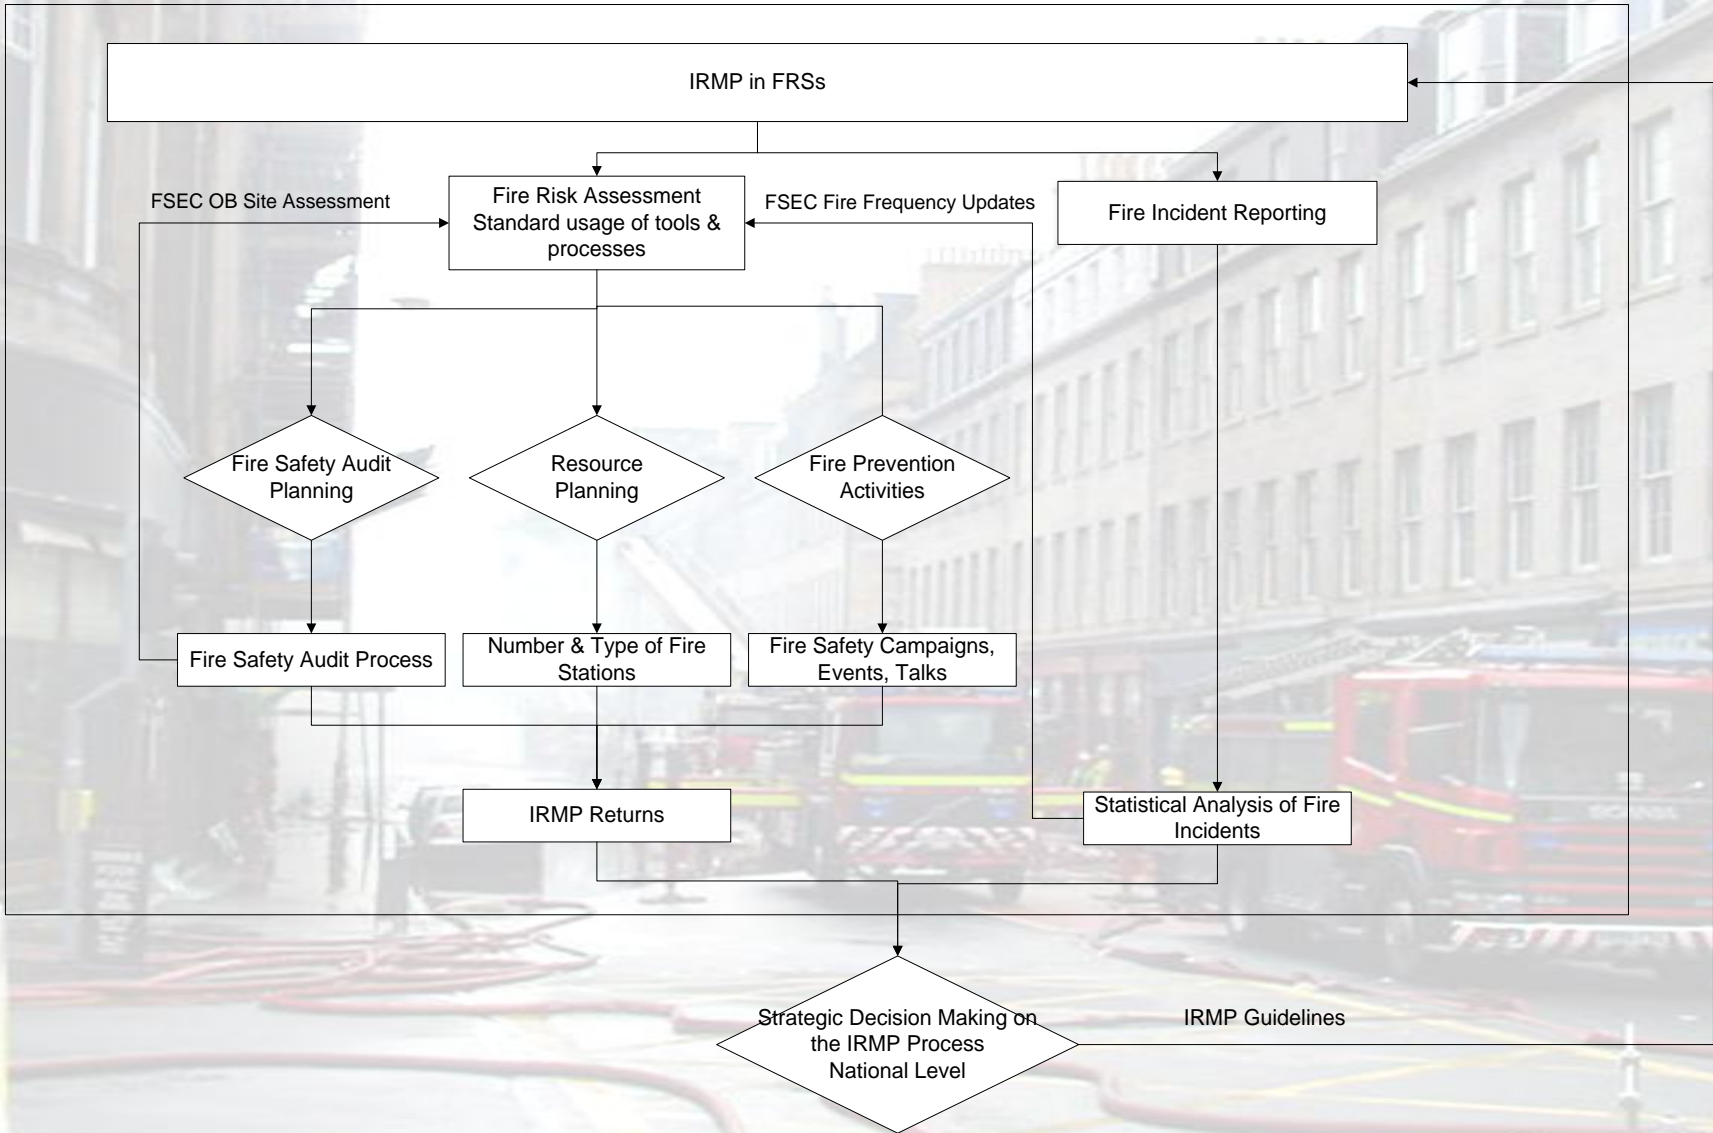 IRMP in FRSs
FSEC OB Site Assessment
Fire Risk Assessment
Standard usage of tools &
processes
FSEC Fire Frequency Updates
Fire Incident Reporting
Fire Safety Audit
Planning
Resource
Planning
Fire Prevention
Activities
Fire Safety Audit Process
Number & Type of Fire
Stations
Fire Safety Campaigns,
Events, Talks
IRMP Returns
Statistical Analysis of Fire
Incidents
SCANIA
Strategic Decision Making on
the IRMP Process
National Level
IRMP Guidelines